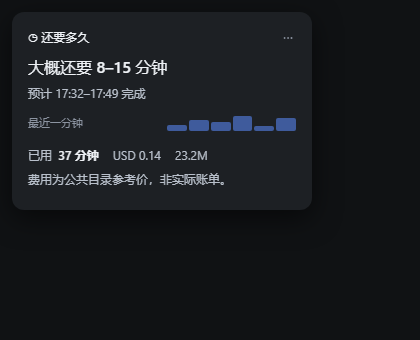 还要多久
大概还要 8–15 分钟
预计 17:32–17:49 完成
最近一分钟
已用 37 分钟 USD 0.14 23.2M
费用为公共目录参考价，非实际账单。